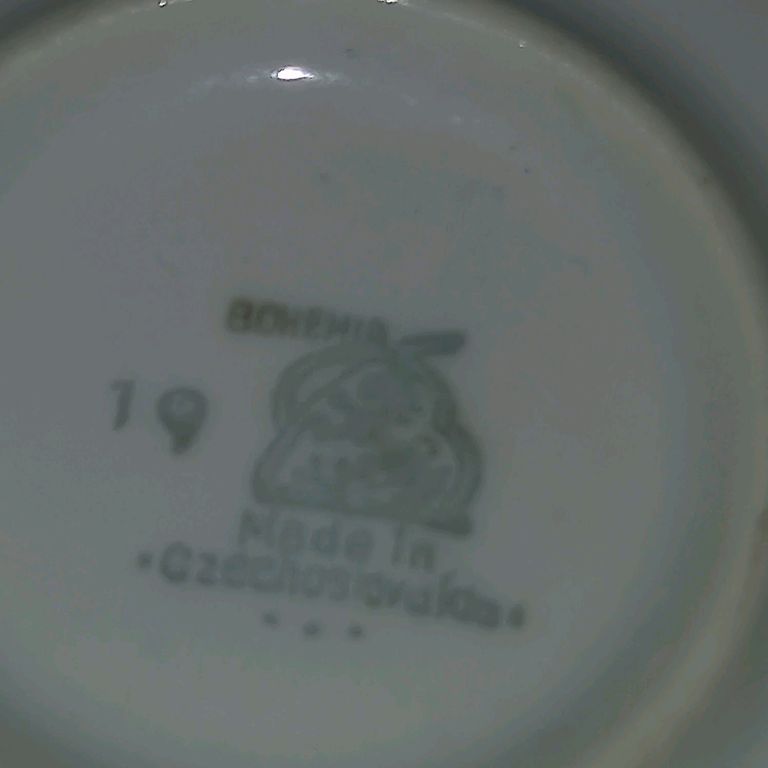 BOHEMIA
19
Made in
·Czechoslovakia·